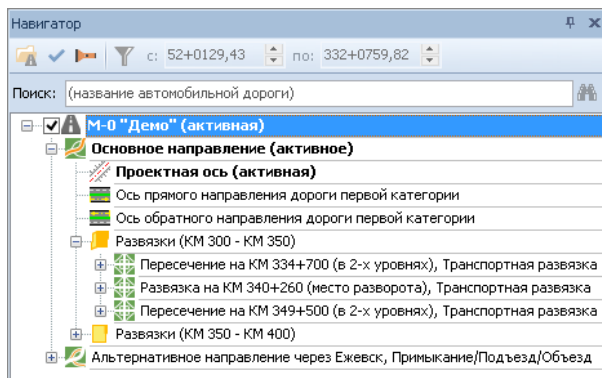 Навигатор
с: 52+0129,43 по: 332+0759,82
Поиск: (название автомобильной дороги)
М-0 "Демо" (активная)
Основное направление (активное)
Проектная ось (активная)
Ось прямого направления дороги первой категории
Ось обратного направления дороги первой категории
Развязки (КМ 300 - КМ 350)
Пересечение на КМ 334+700 (в 2-х уровнях), Транспортная развязка
Развязка на КМ 340+260 (место разворота), Транспортная развязка
Пересечение на КМ 349+500 (в 2-х уровнях), Транспортная развязка
Развязки (КМ 350 - КМ 400)
Альтернативное направление через Ежевск, Примыкание/Подъезд/Объезд